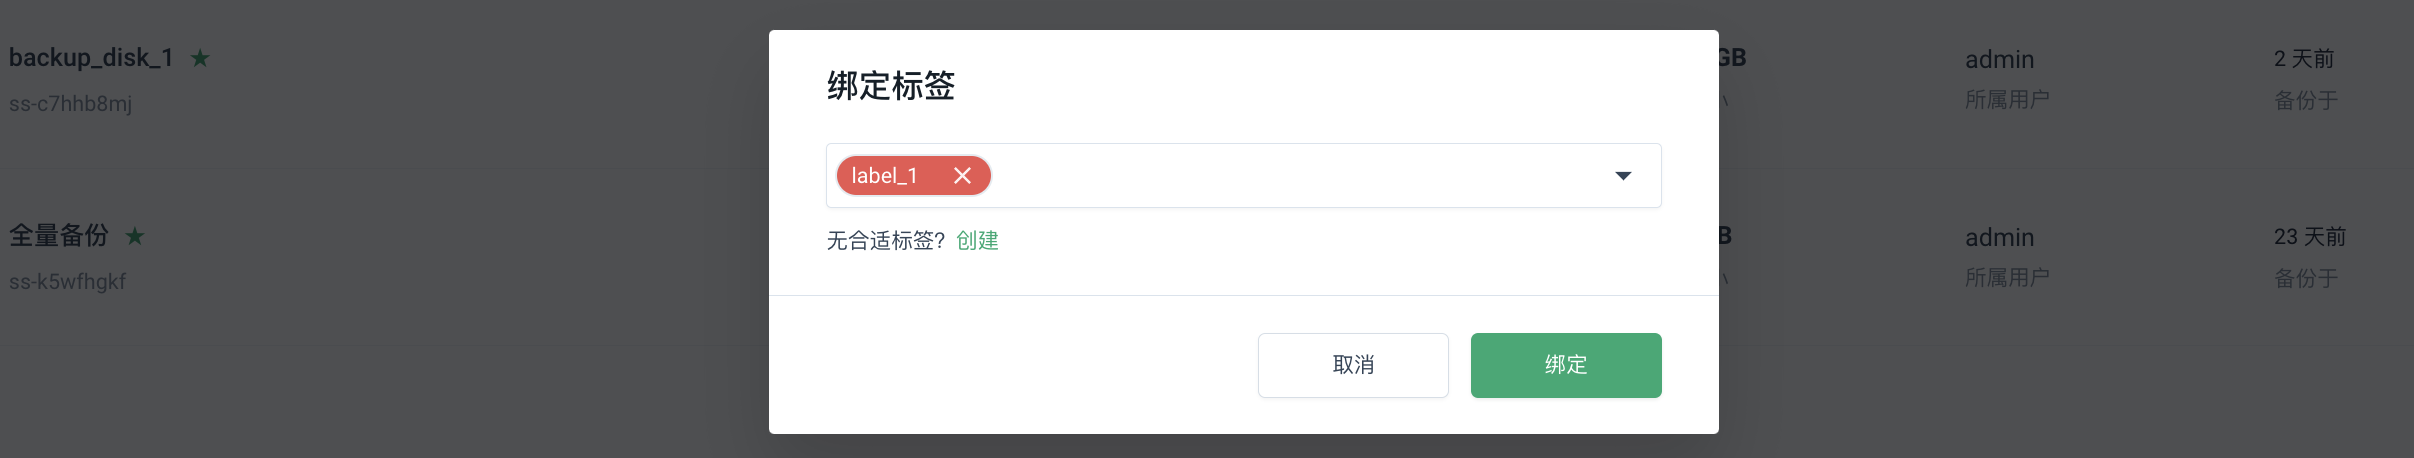 backup_disk_1
ss-c7hhb8mj
GB
admin
所属用户
2 天前
备份于
绑定标签
label_1
无合适标签? 创建
取消
绑定
全量备份
ss-k5wfhgkf
B
admin
所属用户
23 天前
备份于